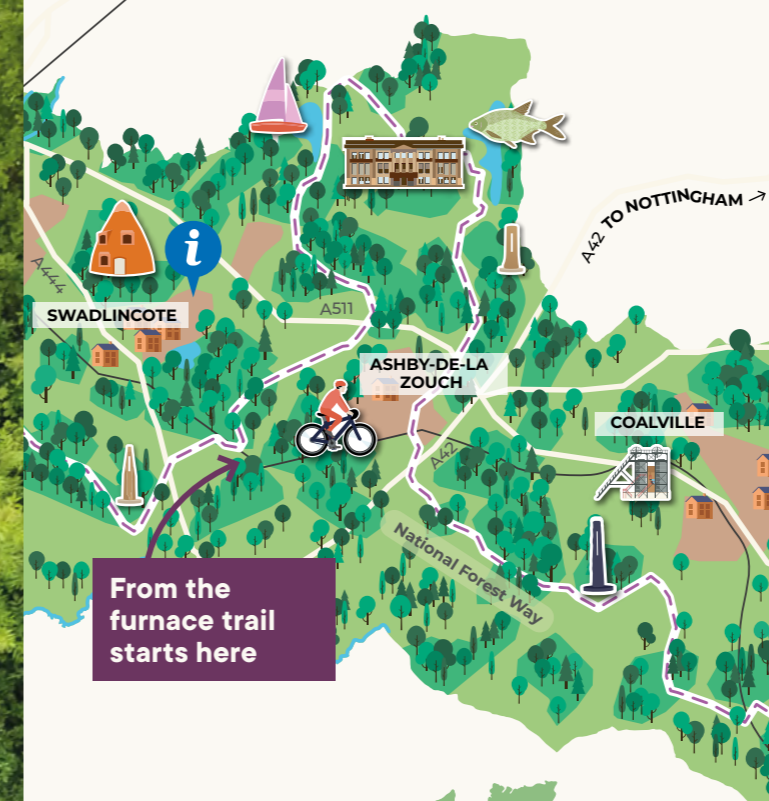 A42 TO NOTTINGHAM
i
A444
SWADLINCOTE
A511
ASHBY-DE-LA
ZOUCH
COALVILLE
A42
National Forest Way
From the
furnace trail
starts here